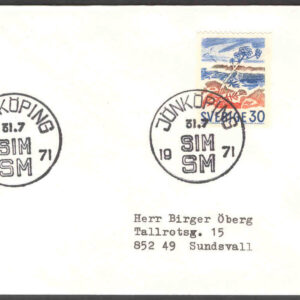 JÖNKÖPING
31.7
SIM
SM
71
JÖNKÖPING
31.7
SIM
19 71
SM
SVERIGE 30
Herr Birger Öberg
Tallrotsg. 15
852 49 Sundsvall